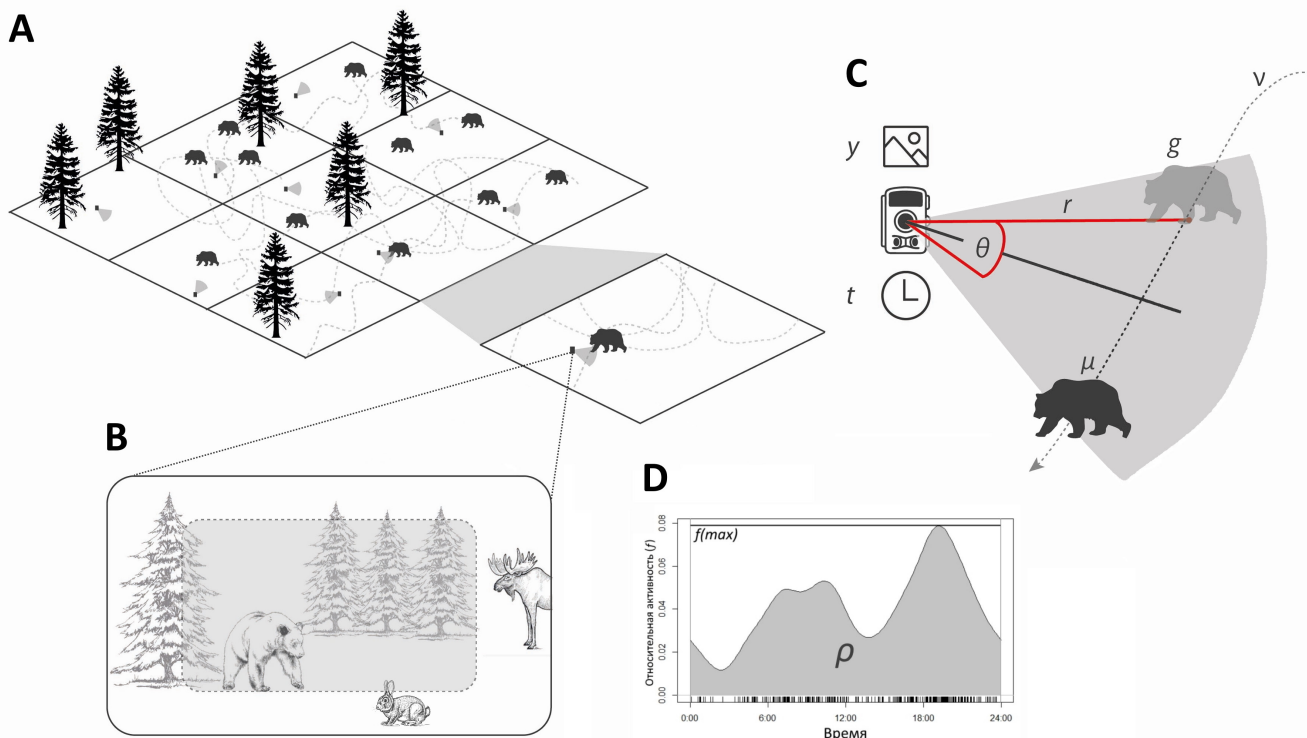 A
C
ν
g
y
r
θ
t
μ
B
D
0.08
f(max)
0.06
Относительная активность (f)
0.04
ρ
0.02
0.00
0:00 6:00 12:00 18:00 24:00
Время